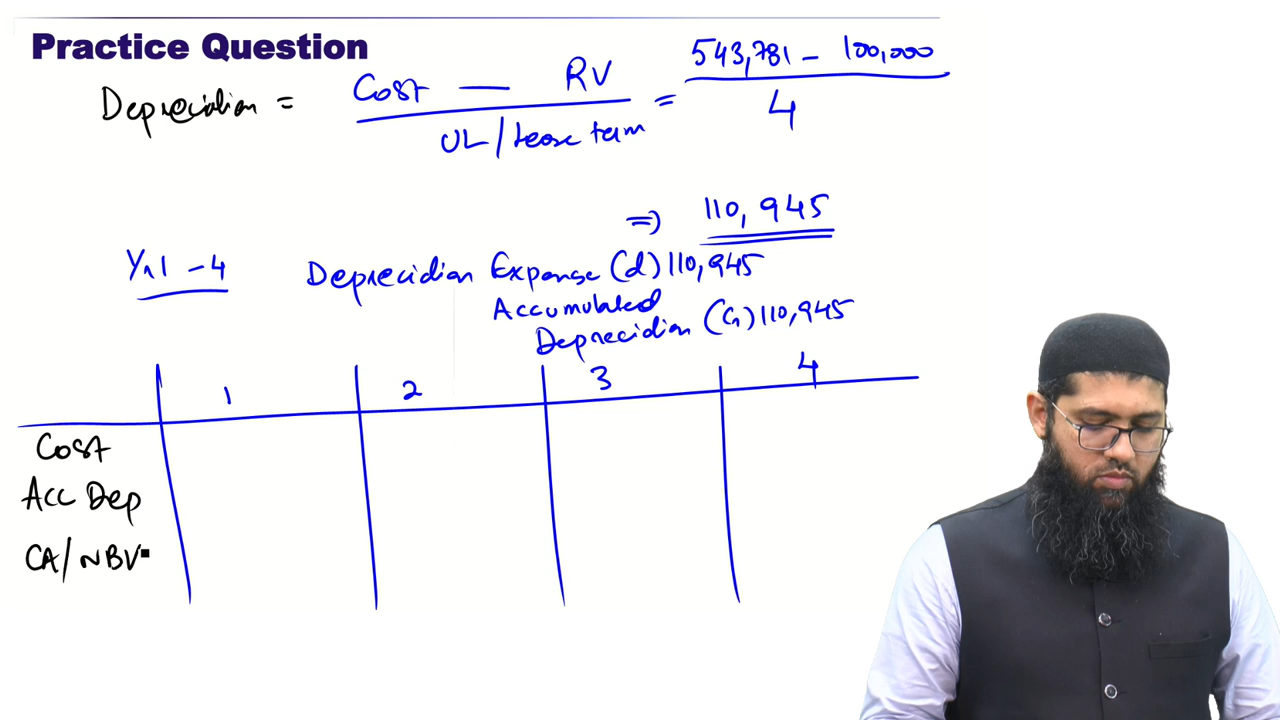 Practice Question
Depreciation = Cost — RV / UL/Lease term = 543,781 – 100,000 / 4
=> 110,945
Yr 1 – 4 Depreciation Expense (d) 110,945
Accumulated
Depreciation (Cr) 110,945
1 2 3 4
Cost
Acc Dep
CA/NBV